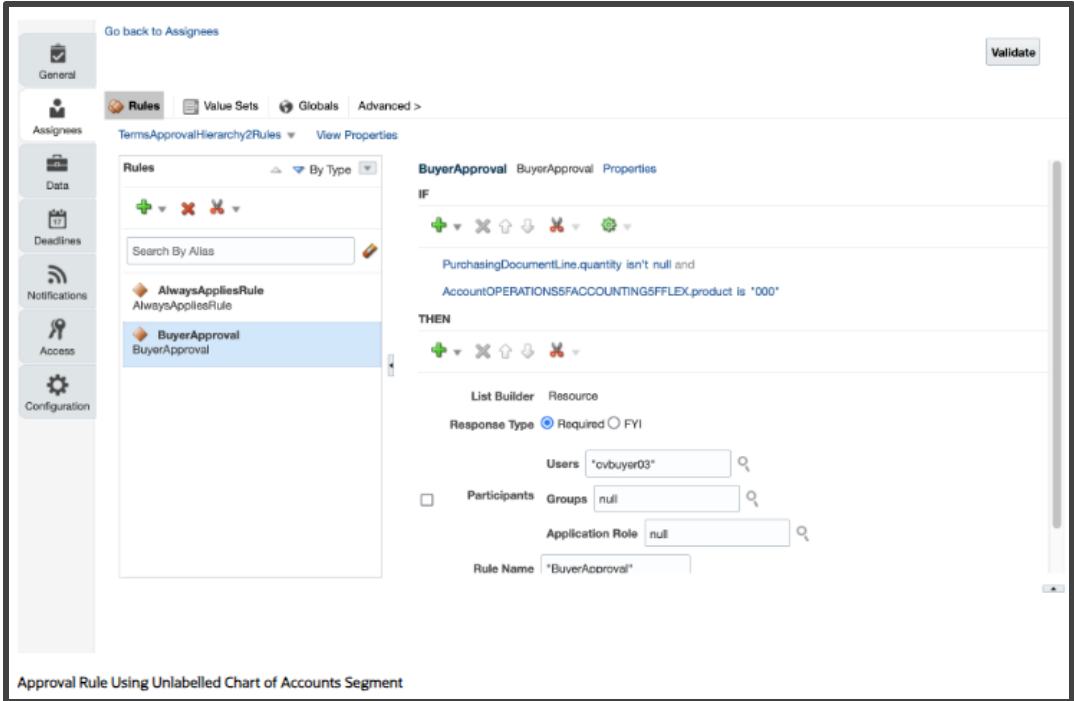 Go back to Assignees
Validate
General
Assignees
Data
17
Deadlines
Notifications
Access
Configuration
Rules Value Sets Globals Advanced >
TermsApprovalHierarchy2Rules View Properties
Rules By Type
Search By Alias
AlwaysAppliesRule
AlwaysAppliesRule
BuyerApproval
BuyerApproval
BuyerApproval BuyerApproval Properties
IF
PurchasingDocumentLine.quantity isn't null and
AccountOPERATIONS5FACCOUNTING5FFLEX.product is "000"
THEN
List Builder Resource
Response Type Required FYI
Users "cvbuyer03"
Participants Groups null
Application Role null
Rule Name "BuyerApproval"
Approval Rule Using Unlabelled Chart of Accounts Segment